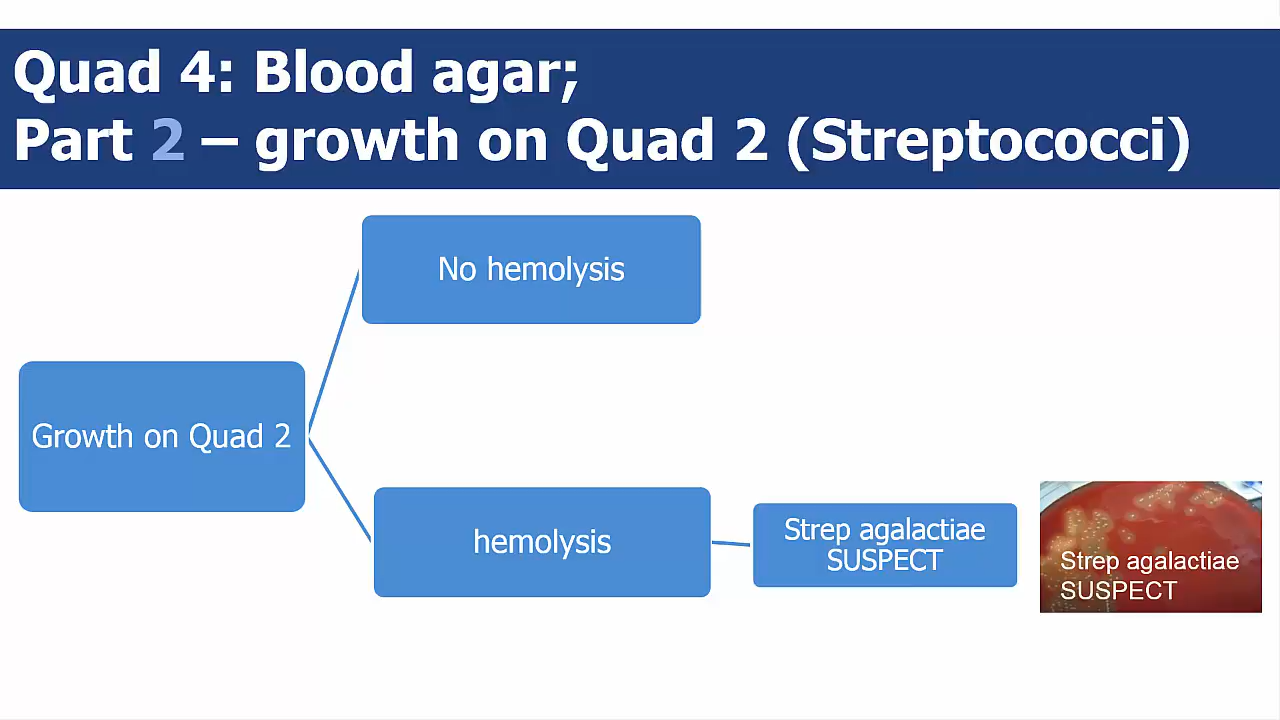 Quad 4: Blood agar;
Part 2 – growth on Quad 2 (Streptococci)
No hemolysis
Growth on Quad 2
hemolysis
Strep agalactiae
SUSPECT
Strep agalactiae
SUSPECT